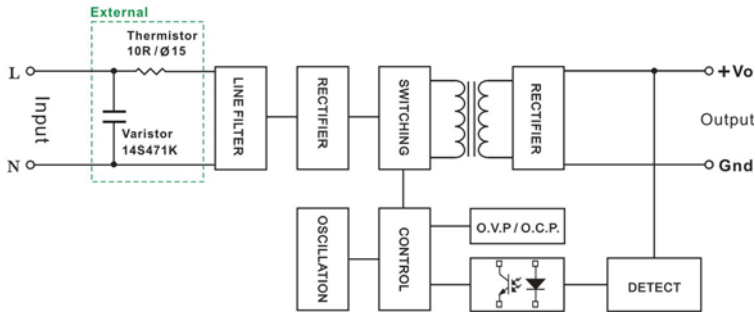 External
Thermistor
10R / Ø15
L
Input
N
Varistor
14S471K
LINE FILTER
RECTIFIER
SWITCHING
RECTIFIER
+Vo
Output
Gnd
OSCILLATION
CONTROL
O.V.P / O.C.P.
DETECT